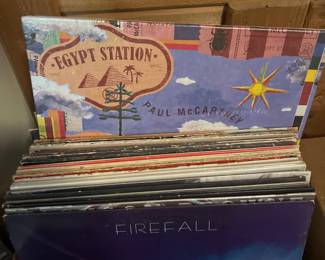 · EGYPT STATION ·
PAUL McCARTNEY
FIREFALL